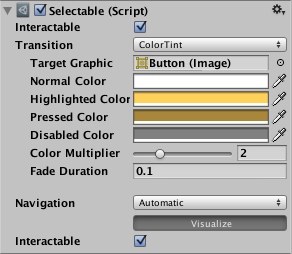 Selectable (Script)
Interactable
Transition ColorTint
Target Graphic Button (Image)
Normal Color
Highlighted Color
Pressed Color
Disabled Color
Color Multiplier 2
Fade Duration 0.1
Navigation Automatic
Visualize
Interactable